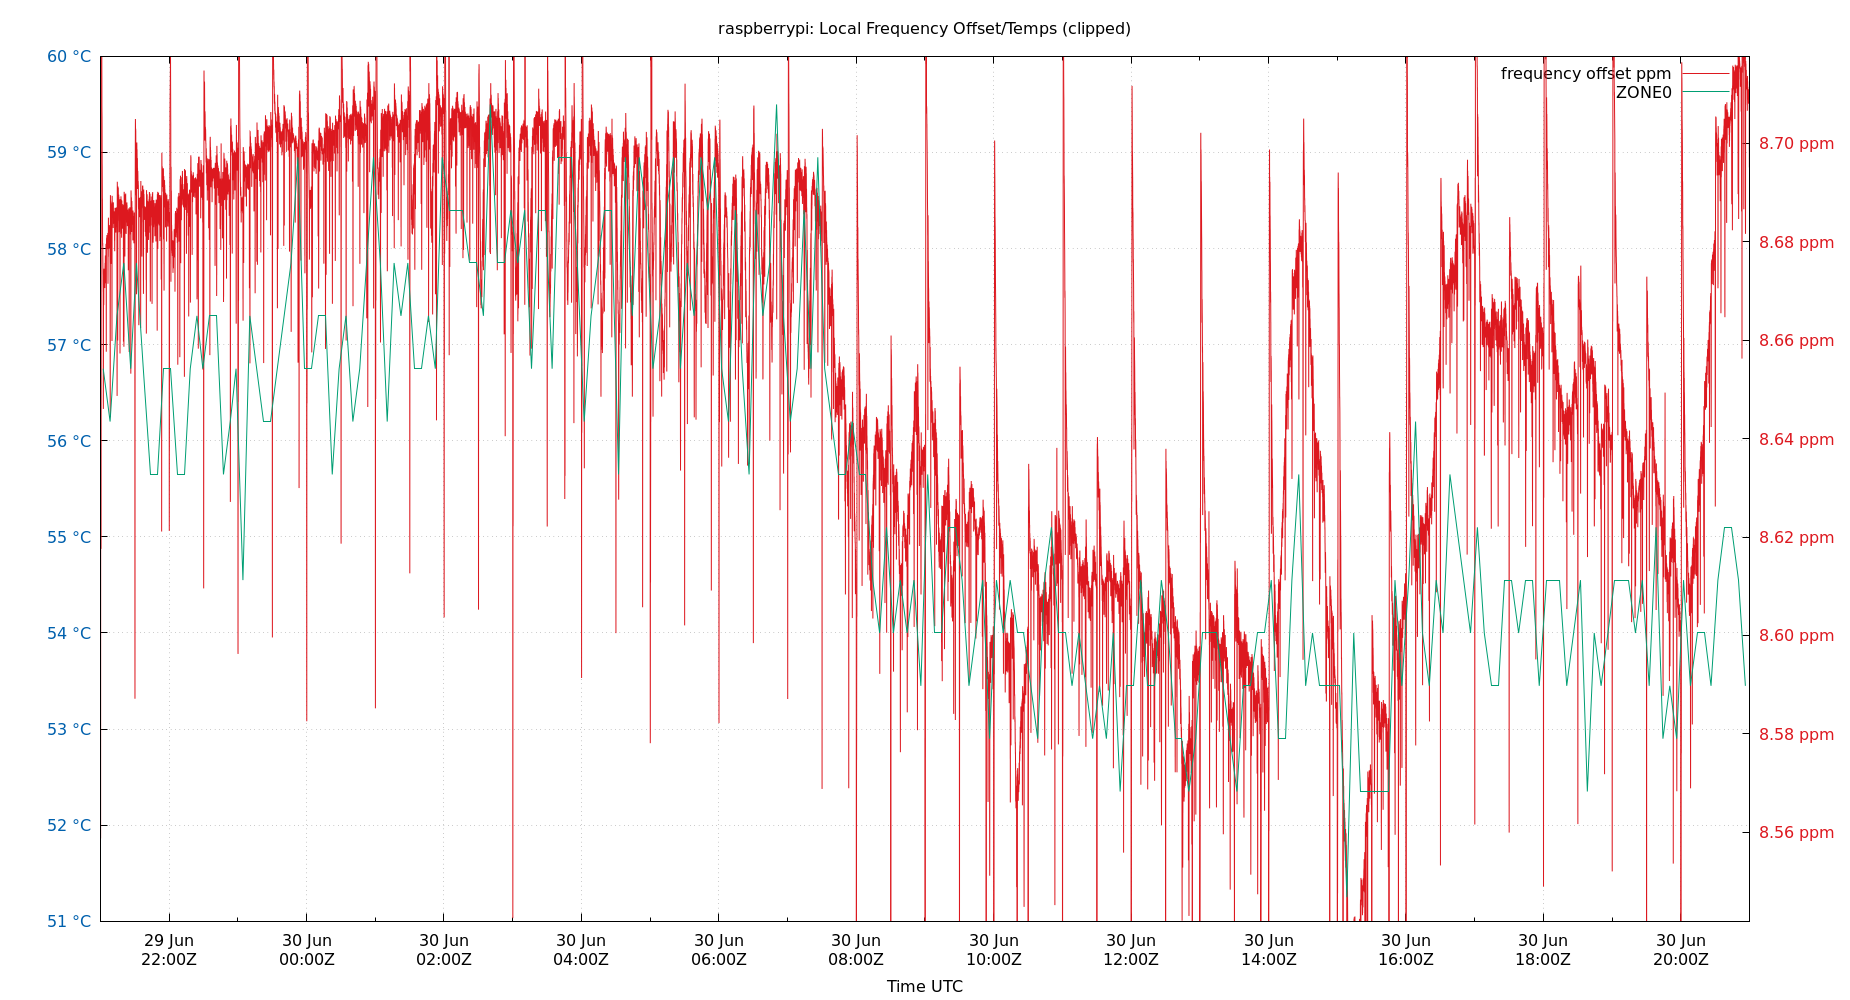 raspberrypi: Local Frequency Offset/Temps (clipped)
frequency offset ppm
ZONE0
60 °C
59 °C
58 °C
57 °C
56 °C
55 °C
54 °C
53 °C
52 °C
51 °C
8.70 ppm
8.68 ppm
8.66 ppm
8.64 ppm
8.62 ppm
8.60 ppm
8.58 ppm
8.56 ppm
29 Jun
22:00Z
30 Jun
00:00Z
30 Jun
02:00Z
30 Jun
04:00Z
30 Jun
06:00Z
30 Jun
08:00Z
30 Jun
10:00Z
30 Jun
12:00Z
30 Jun
14:00Z
30 Jun
16:00Z
30 Jun
18:00Z
30 Jun
20:00Z
Time UTC